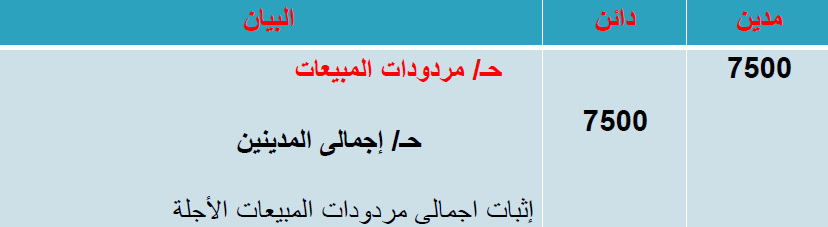 مدين دائن البيان
7500 حـ/ مردودات المبيعات
7500
حـ/ إجمالى المدينين
إثبات اجمالى مردودات المبيعات الأجلة